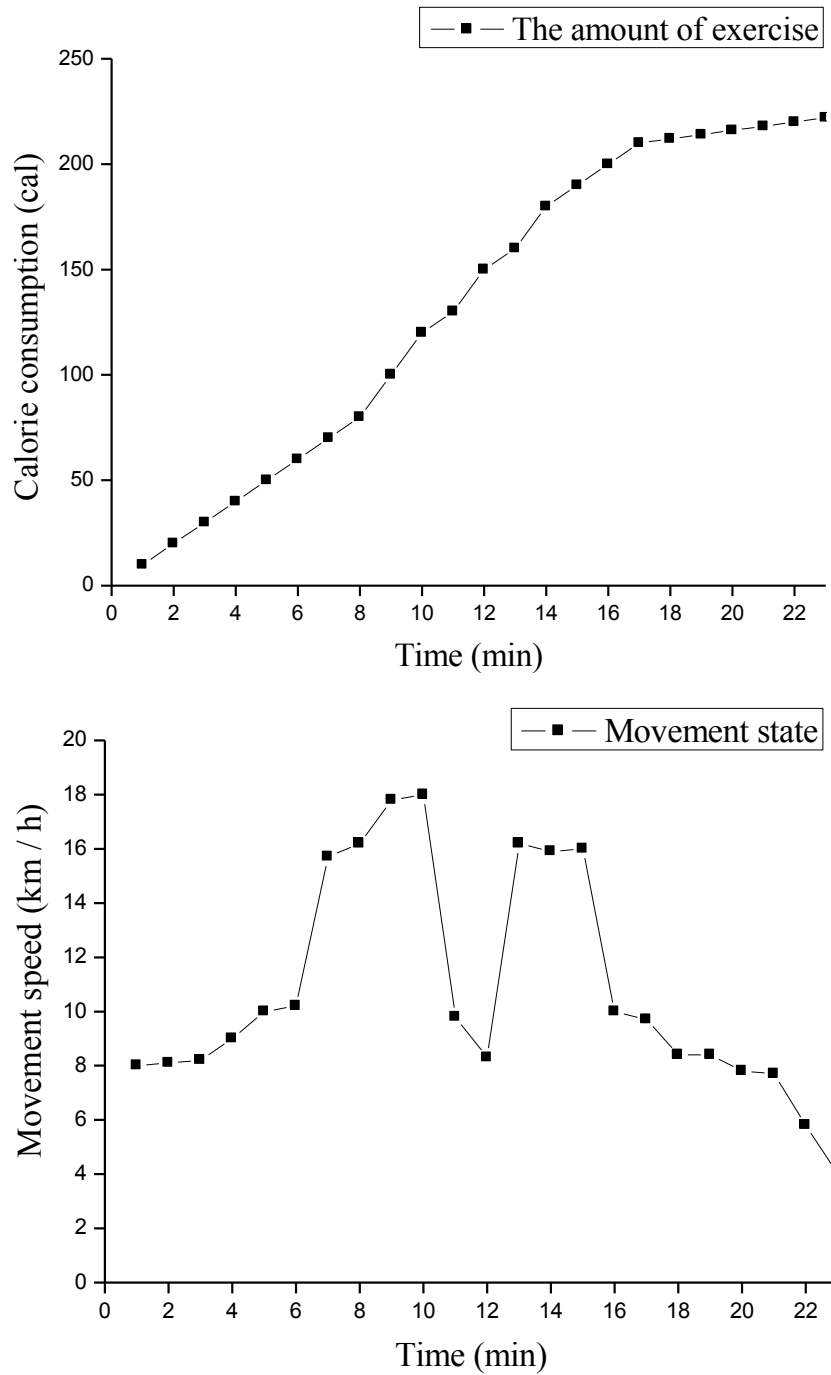 The amount of exercise
250
200
150
100
50
0
Calorie consumption (cal)
0 2 4 6 8 10 12 14 16 18 20 22
Time (min)
Movement state
20
18
16
14
12
10
8
6
4
2
0
Movement speed (km / h)
0 2 4 6 8 10 12 14 16 18 20 22
Time (min)